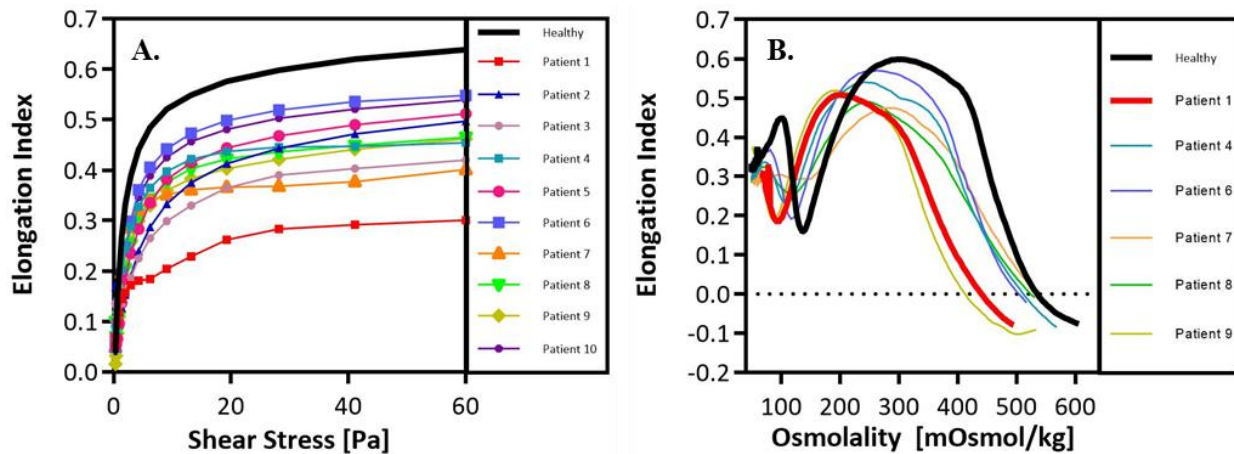 A.
Elongation Index
0.7
0.6
0.5
0.4
0.3
0.2
0.1
0.0
0
20
40
60
Shear Stress [Pa]
Healthy
Patient 1
Patient 2
Patient 3
Patient 4
Patient 5
Patient 6
Patient 7
Patient 8
Patient 9
Patient 10
B.
Elongation Index
0.7
0.6
0.5
0.4
0.3
0.2
0.0
-0.1
-0.2
100
200
300
400
500
600
Osmolality [mOsmol/kg]
Healthy
Patient 1
Patient 4
Patient 6
Patient 7
Patient 8
Patient 9